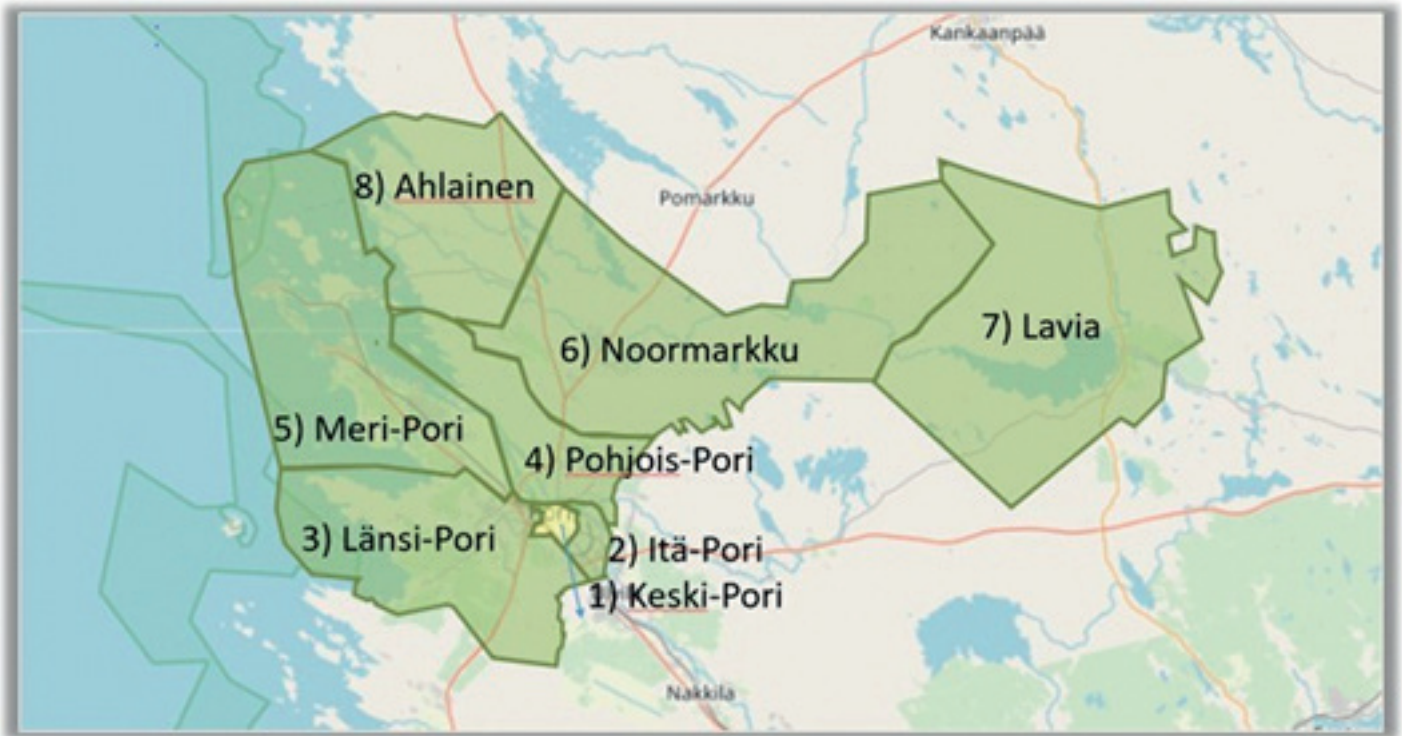 Kankaanpää
8) Ahlainen
Pomarkku
7) Lavia
6) Noormarkku
5) Meri-Pori
4) Pohjois-Pori
3) Länsi-Pori
2) Itä-Pori
1) Keski-Pori
Nakkila